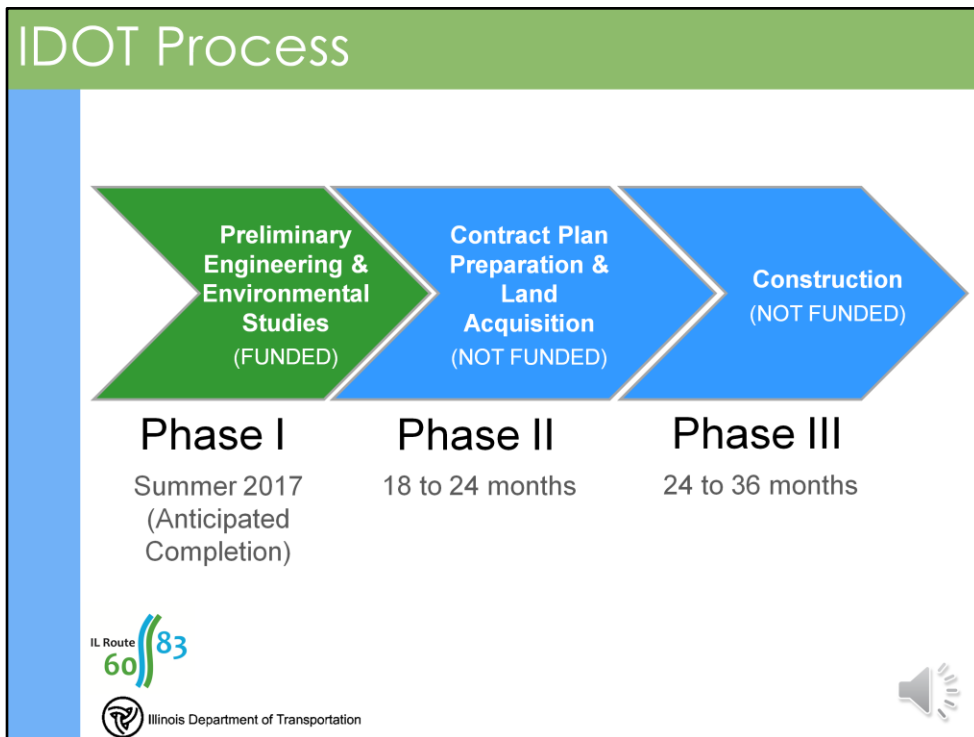 IDOT Process
Preliminary
Engineering &
Environmental
Studies
(FUNDED)
Contract Plan
Preparation &
Land
Acquisition
(NOT FUNDED)
Construction
(NOT FUNDED)
Phase I
Summer 2017
(Anticipated
Completion)
Phase II
18 to 24 months
Phase III
24 to 36 months
IL Route
60
83
Illinois Department of Transportation